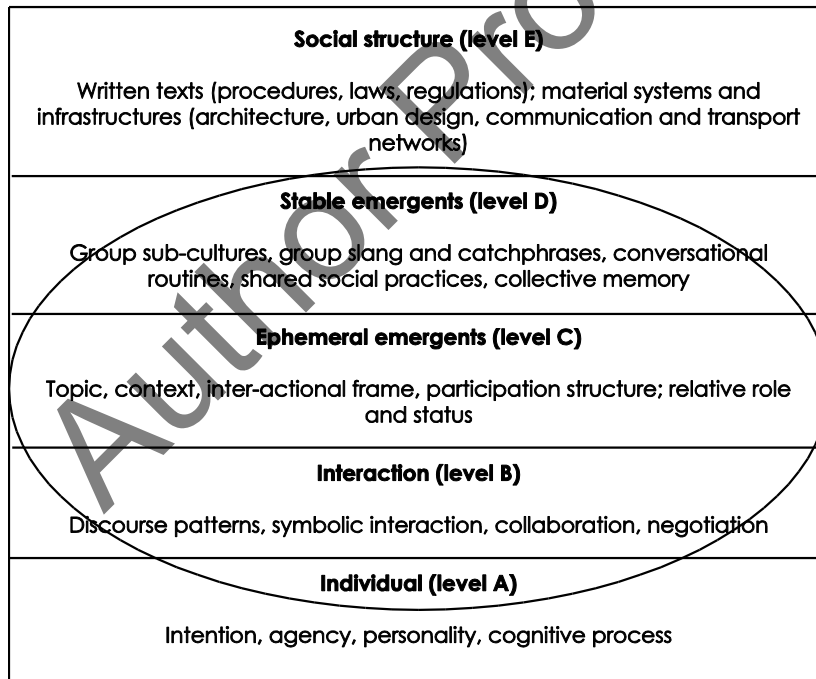 Social structure (level E)
Written texts (procedures, laws, regulations); material systems and
infrastructures (architecture, urban design, communication and transport
networks)
Stable emergents (level D)
Group sub-cultures, group slang and catchphrases, conversational
routines, shared social practices, collective memory
Ephemeral emergents (level C)
Topic, context, inter-actional frame, participation structure; relative role
and status
Interaction (level B)
Discourse patterns, symbolic interaction, collaboration, negotiation
Individual (level A)
Intention, agency, personality, cognitive process
Author Pro